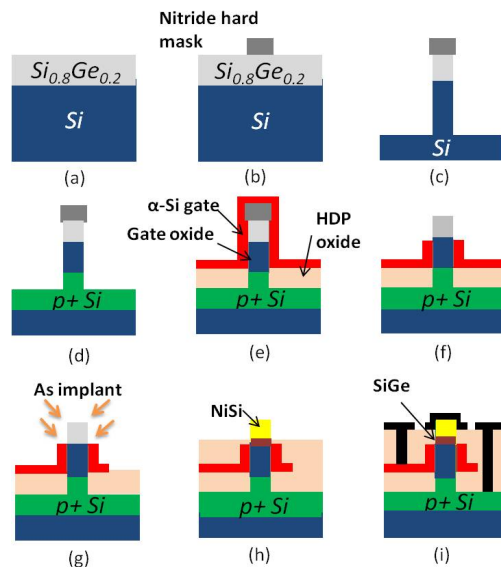 Nitride hard
mask
Si0.8Ge0.2
Si
(a)
Si0.8Ge0.2
Si
(b)
Si
(c)
p+ Si
(d)
α-Si gate
Gate oxide
HDP
oxide
p+ Si
(e)
p+ Si
(f)
As implant
p+ Si
(g)
NiSi
p+ Si
(h)
SiGe
p+ Si
(i)